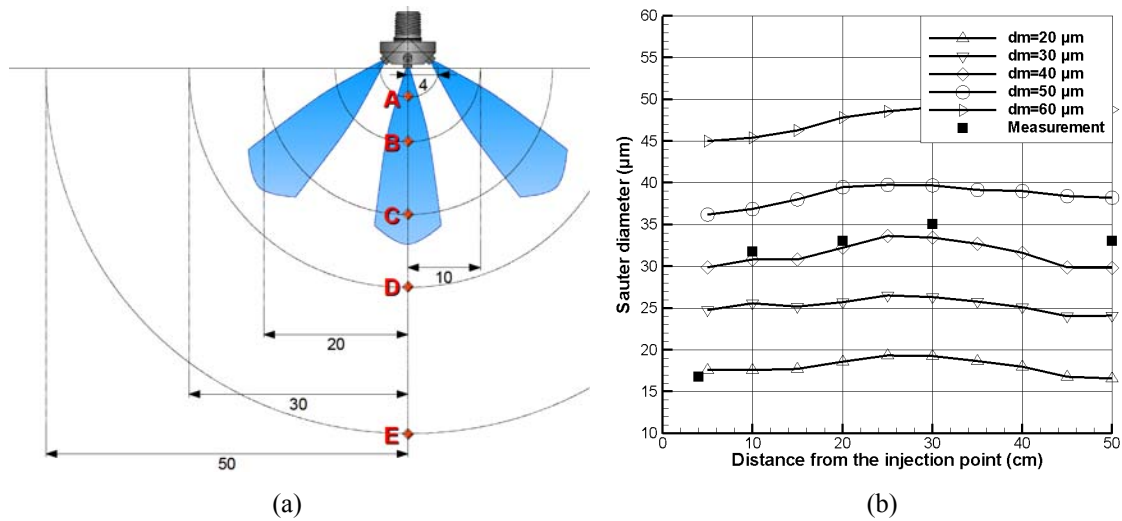 4
A
B
C
10
D
20
30
E
50
(a)
60
55
50
45
40
35
30
25
20
15
10
Sauter diameter (μm)
dm=20 μm
dm=30 μm
dm=40 μm
dm=50 μm
dm=60 μm
Measurement
0 10 20 30 40 50
Distance from the injection point (cm)
(b)